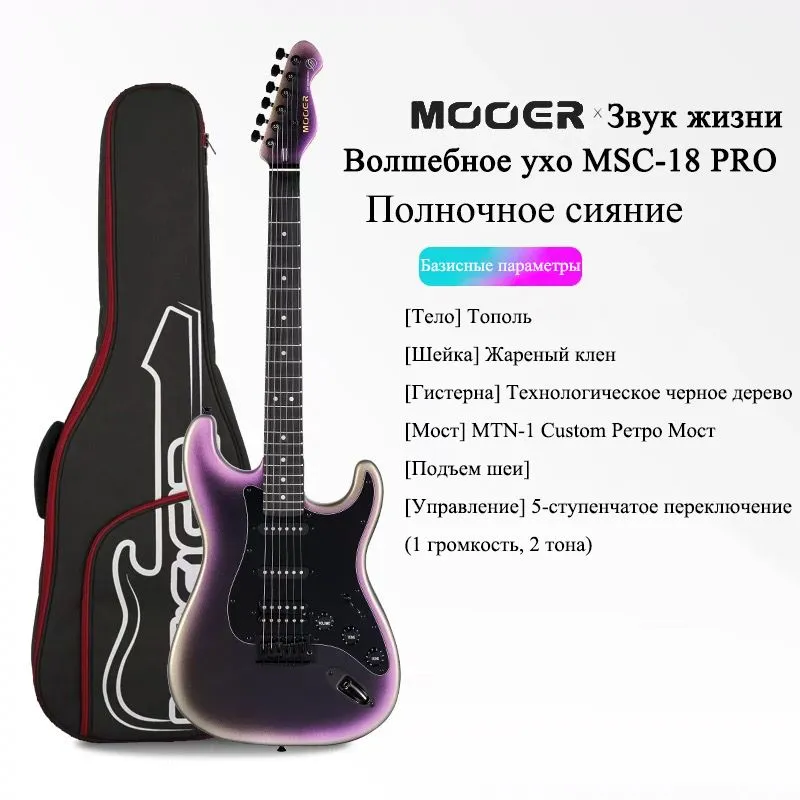 MOOER × Звук жизни
Волшебное ухо MSC-18 PRO
Полночное сияние
Базисные параметры
[Тело] Тополь
[Шейка] Жареный клен
[Гистерна] Технологическое черное дерево
[Мост] MTN-1 Custom Ретро Мост
[Подъем шеи]
[Управление] 5-ступенчатое переключение
(1 громкость, 2 тона)
MOOER